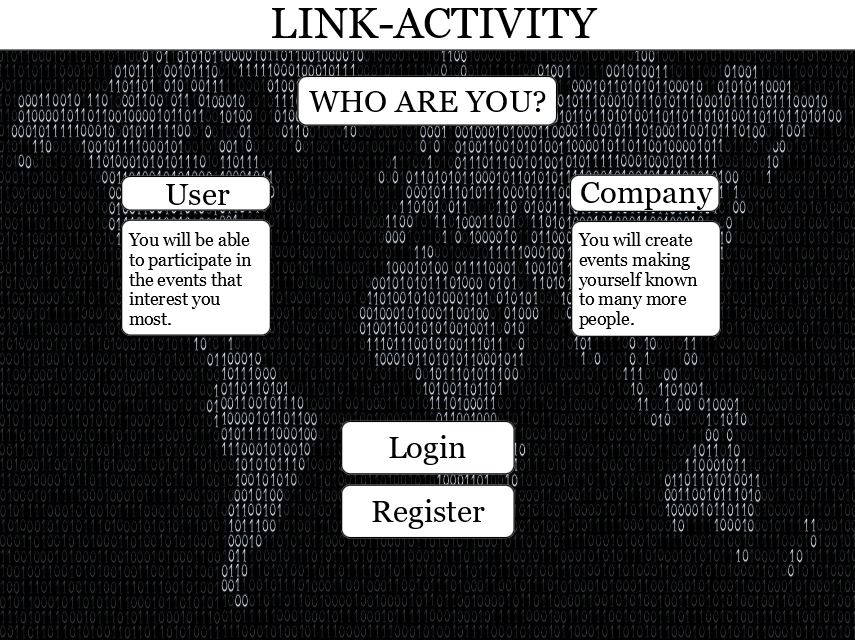 LINK-ACTIVITY
WHO ARE YOU?
User
You will be able
to participate in
the events that
interest you
most.
Company
You will create
events making
yourself known
to many more
people.
Login
Register